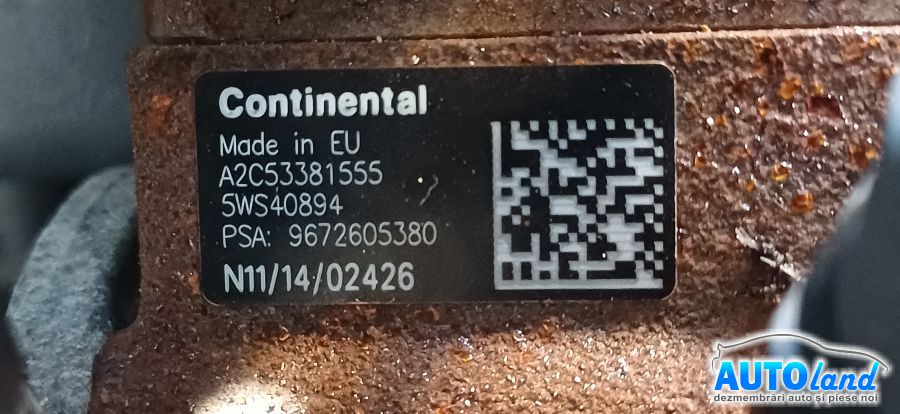 Continental
Made in EU
A2C53381555
5WS40894
PSA: 9672605380
N11/14/02426
AUTOland
dezmembrări auto și piese noi